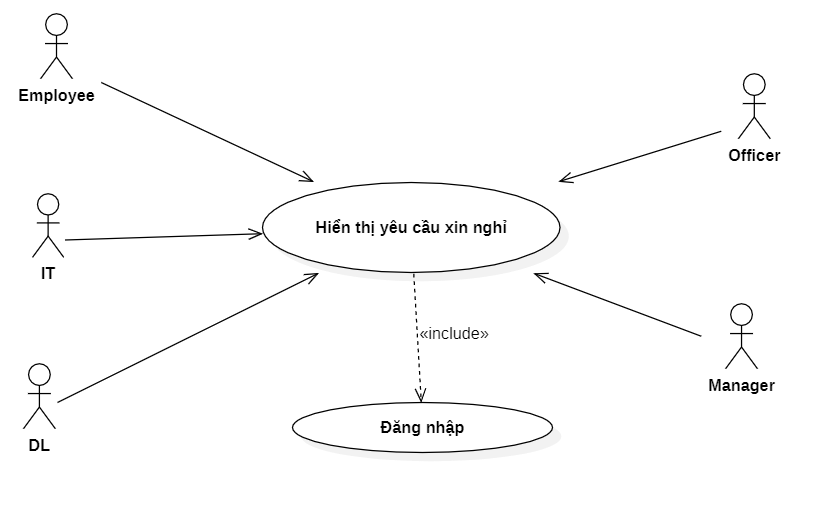 Employee
Officer
Hiển thị yêu cầu xin nghỉ
IT
«include»
Manager
Đăng nhập
DL